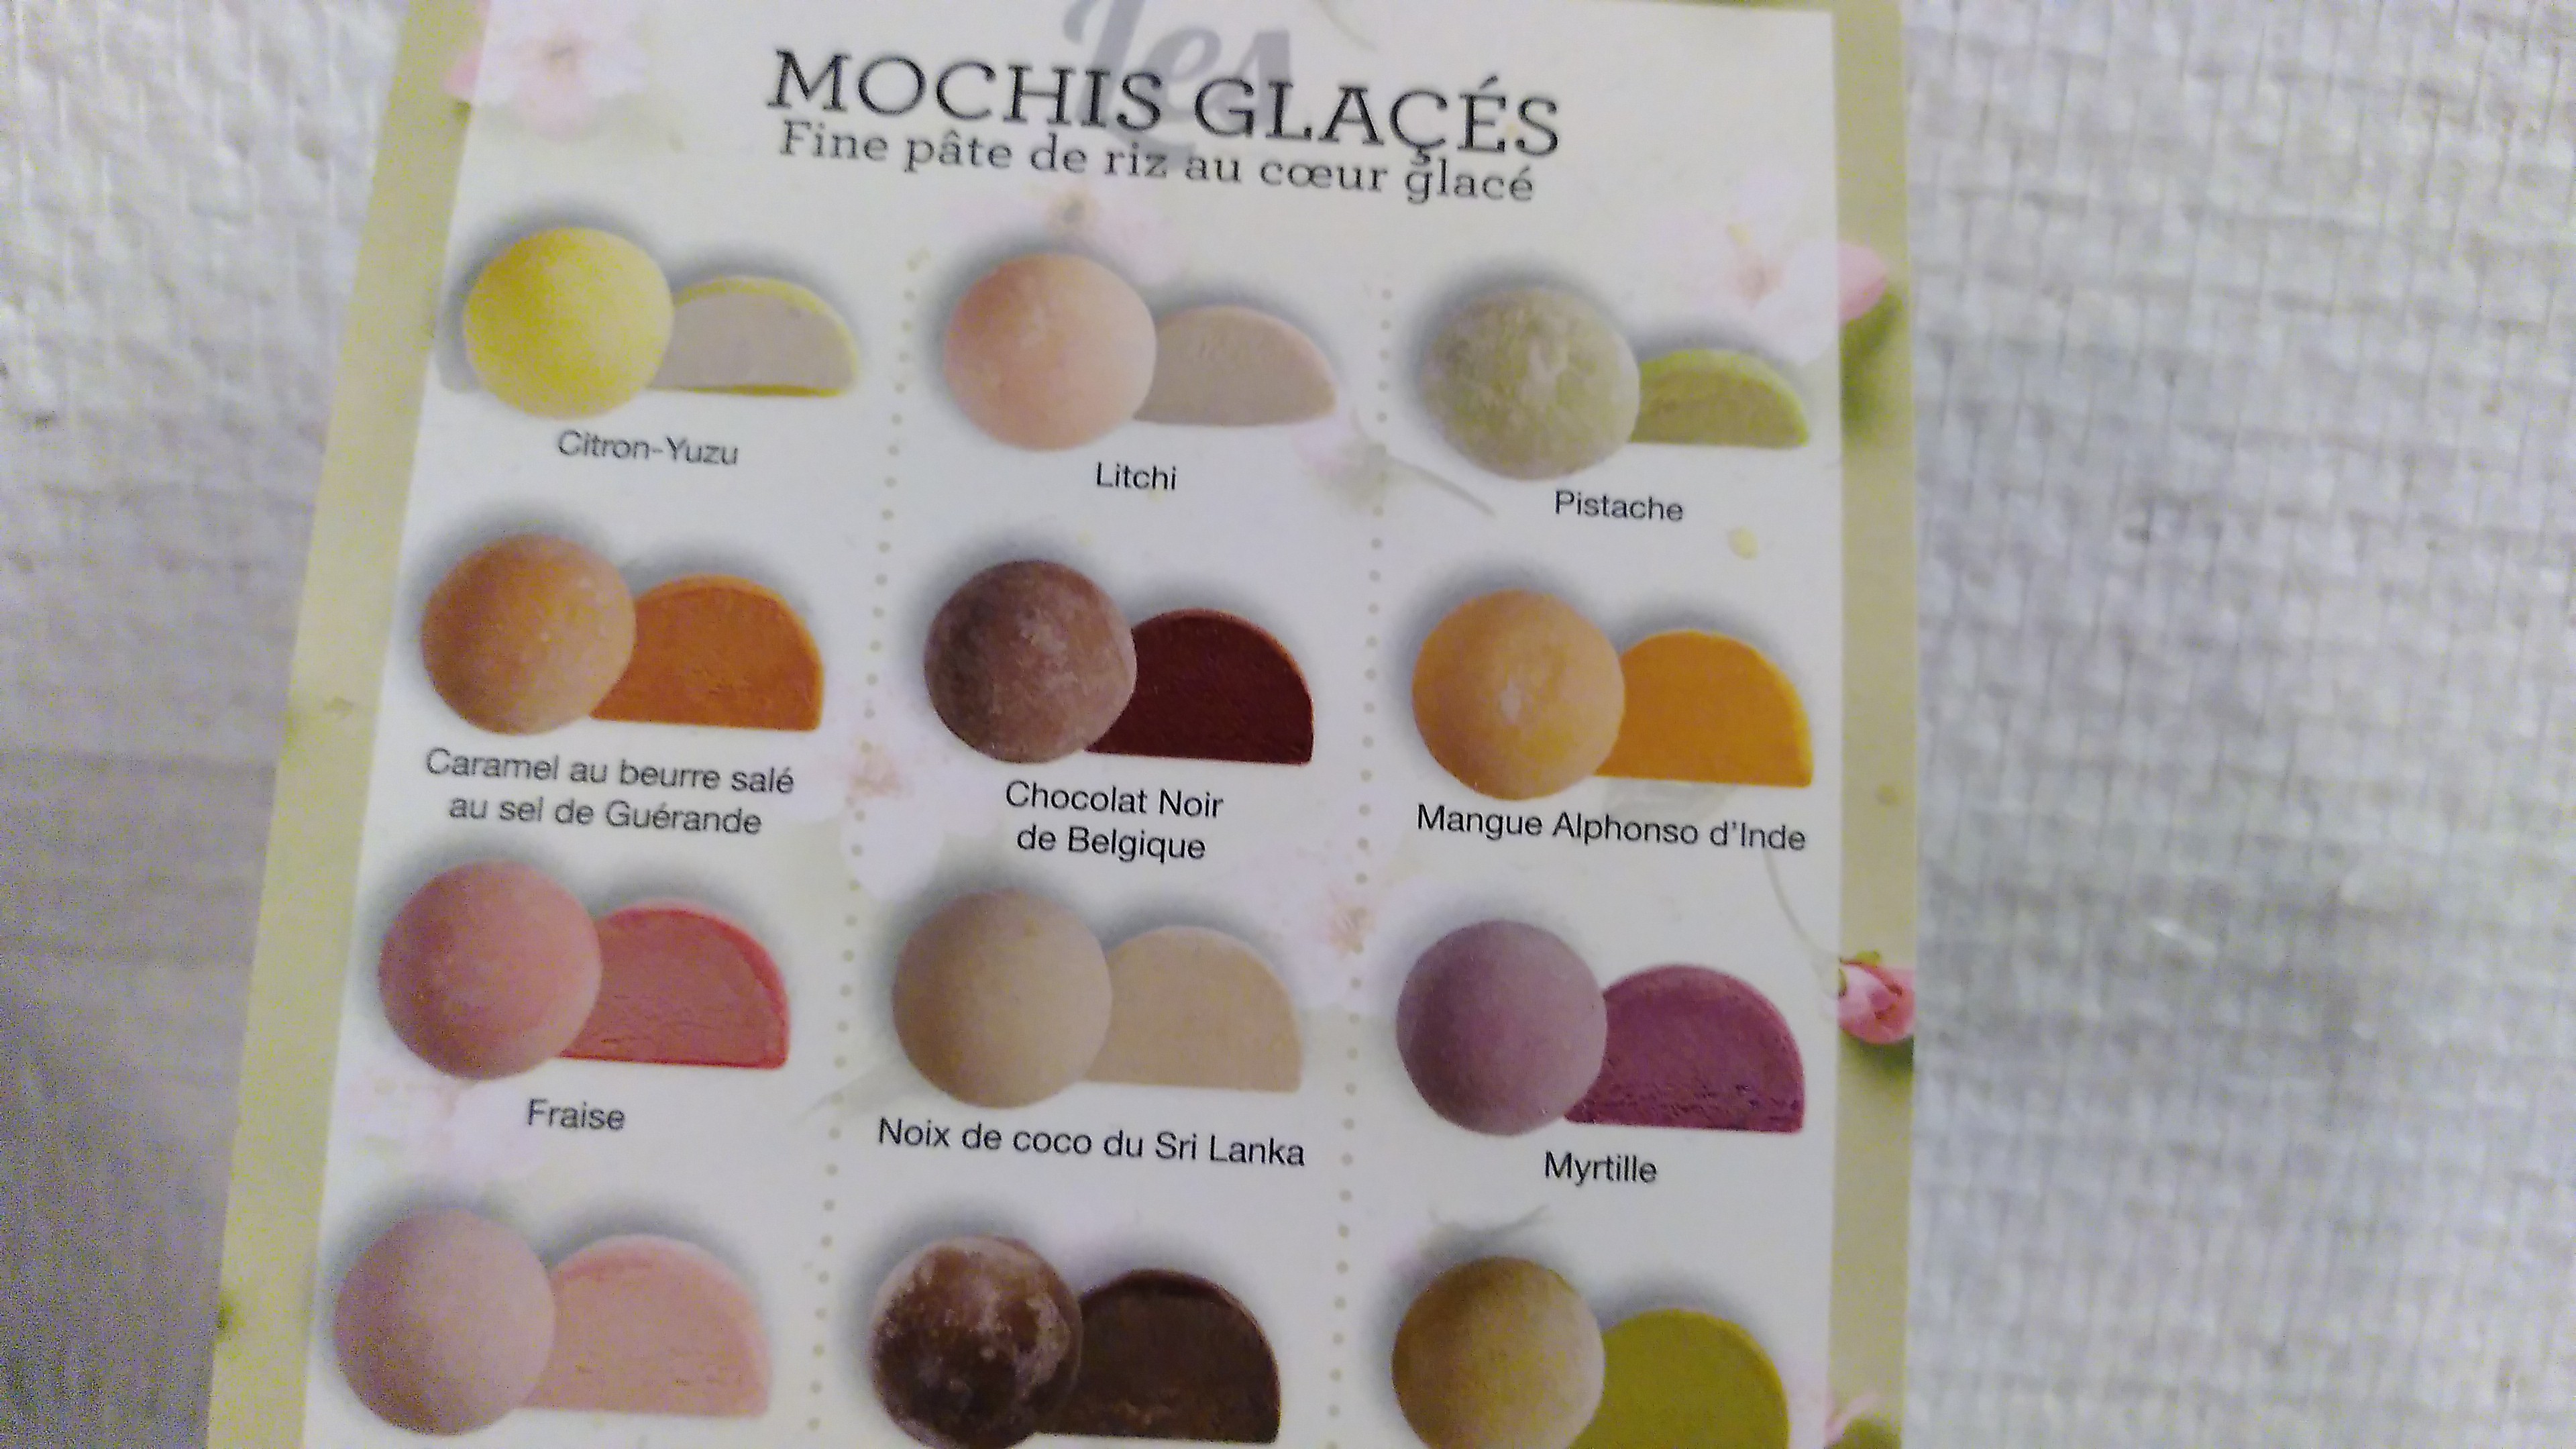 Les
MOCHIS GLAÇÉS
Fine pâte de riz au cœur glacé
Citron-Yuzu
Litchi
Pistache
Caramel au beurre salé
au sel de Guérande
Chocolat Noir
de Belgique
Mangue Alphonso d'Inde
Fraise
Noix de coco du Sri Lanka
Myrtille